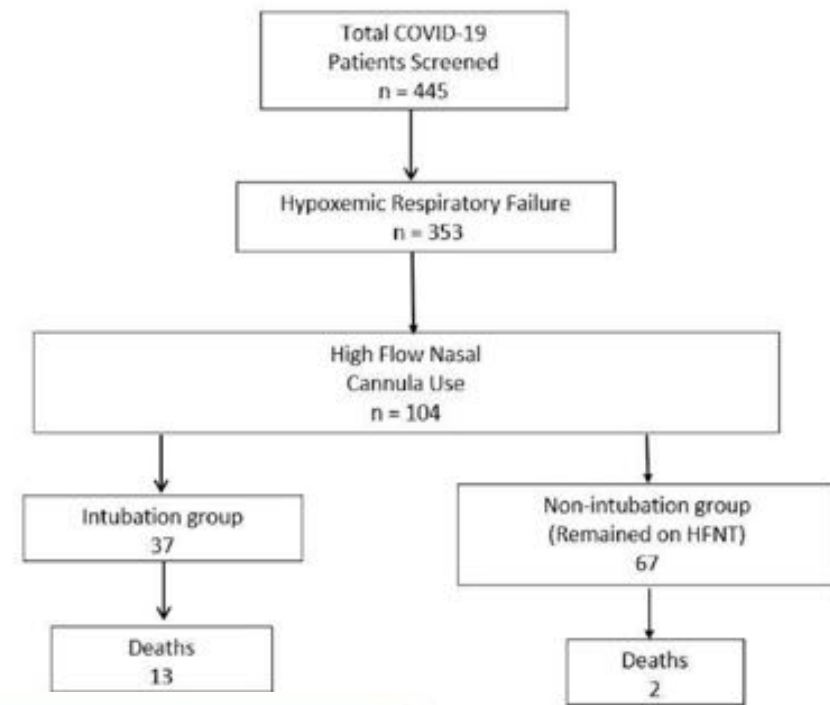 Total COVID-19
Patients Screened
n = 445
Hypoxemic Respiratory Failure
n = 353
High Flow Nasal
Cannula Use
n = 104
Intubation group
37
Non-intubation group
(Remained on HFNT)
67
Deaths
13
Deaths
2